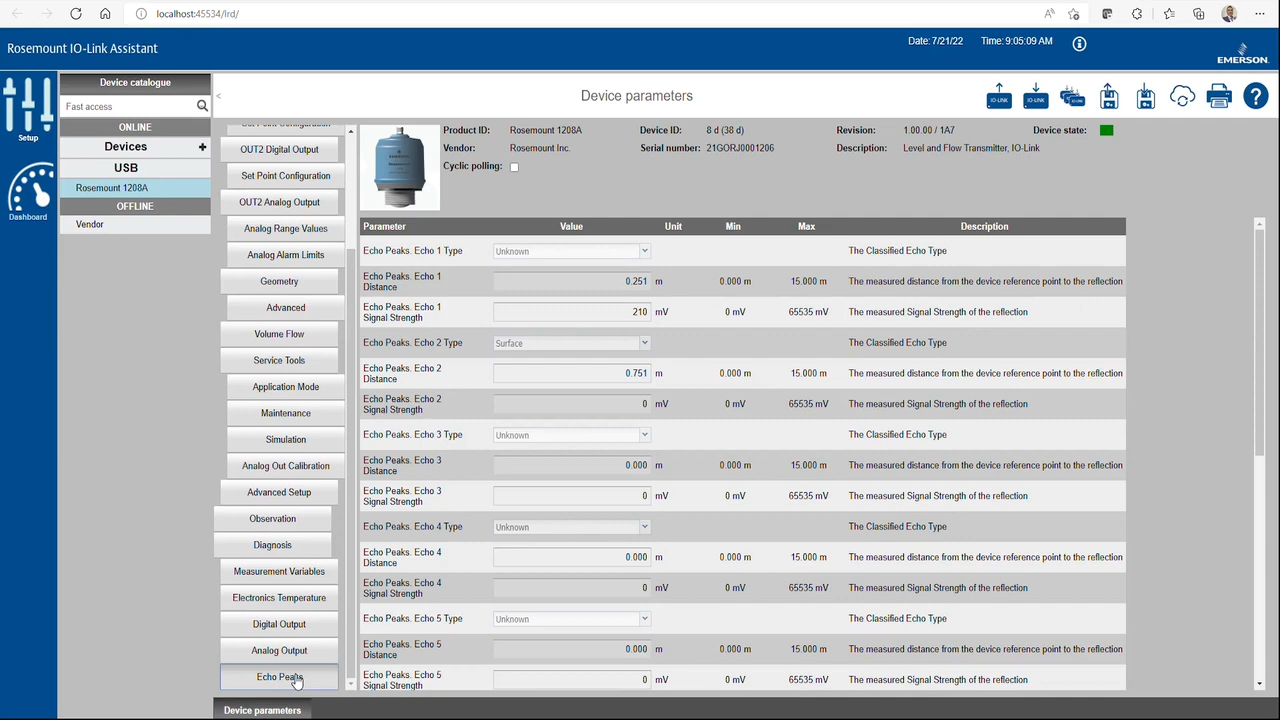 localhost:45534/lrd/
Rosemount IO-Link Assistant
Date: 7/21/22 Time: 9:05:09 AM
EMERSON
Setup
Dashboard
Device catalogue
Fast access
ONLINE
Devices +
USB
Rosemount 1208A
OFFLINE
Vendor
<
Device parameters
IO-LINK IO-LINK IO-LINK
Set Point Configuration
OUT2 Digital Output
Set Point Configuration
OUT2 Analog Output
Analog Range Values
Analog Alarm Limits
Geometry
Advanced
Volume Flow
Service Tools
Application Mode
Maintenance
Simulation
Analog Out Calibration
Advanced Setup
Observation
Diagnosis
Measurement Variables
Electronics Temperature
Digital Output
Analog Output
Echo Peaks
Product ID: Rosemount 1208A Device ID: 8 d (38 d) Revision: 1.00.00 / 1A7 Device state:
Vendor: Rosemount Inc. Serial number: 21GORJ0001206 Description: Level and Flow Transmitter, IO-Link
Cyclic polling:
Parameter Value Unit Min Max Description
Echo Peaks. Echo 1 Type Unknown The Classified Echo Type
Echo Peaks. Echo 1
Distance 0.251 m 0.000 m 15.000 m The measured distance from the device reference point to the reflection
Echo Peaks. Echo 1
Signal Strength 210 mV 0 mV 65535 mV The measured Signal Strength of the reflection
Echo Peaks. Echo 2 Type Surface The Classified Echo Type
Echo Peaks. Echo 2
Distance 0.751 m 0.000 m 15.000 m The measured distance from the device reference point to the reflection
Echo Peaks. Echo 2
Signal Strength 0 mV 0 mV 65535 mV The measured Signal Strength of the reflection
Echo Peaks. Echo 3 Type Unknown The Classified Echo Type
Echo Peaks. Echo 3
Distance 0.000 m 0.000 m 15.000 m The measured distance from the device reference point to the reflection
Echo Peaks. Echo 3
Signal Strength 0 mV 0 mV 65535 mV The measured Signal Strength of the reflection
Echo Peaks. Echo 4 Type Unknown The Classified Echo Type
Echo Peaks. Echo 4
Distance 0.000 m 0.000 m 15.000 m The measured distance from the device reference point to the reflection
Echo Peaks. Echo 4
Signal Strength 0 mV 0 mV 65535 mV The measured Signal Strength of the reflection
Echo Peaks. Echo 5 Type Unknown The Classified Echo Type
Echo Peaks. Echo 5
Distance 0.000 m 0.000 m 15.000 m The measured distance from the device reference point to the reflection
Echo Peaks. Echo 5
Signal Strength 0 mV 0 mV 65535 mV The measured Signal Strength of the reflection
Device parameters